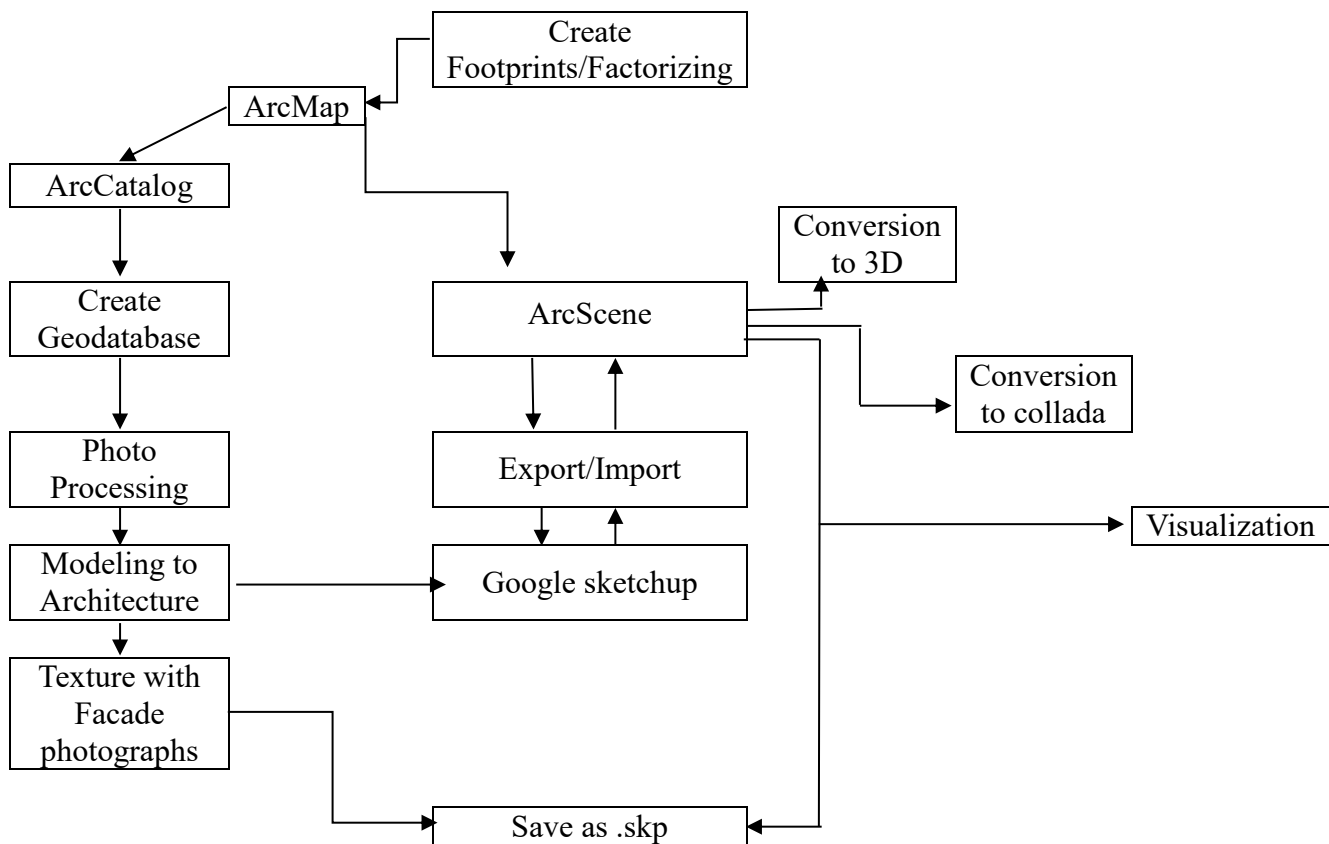 Create
Footprints/Factorizing
ArcMap
ArcCatalog
Conversion
to 3D
Create
Geodatabase
ArcScene
Conversion
to collada
Photo
Processing
Export/Import
Visualization
Modeling to
Architecture
Google sketchup
Texture with
Facade
photographs
Save as .skp